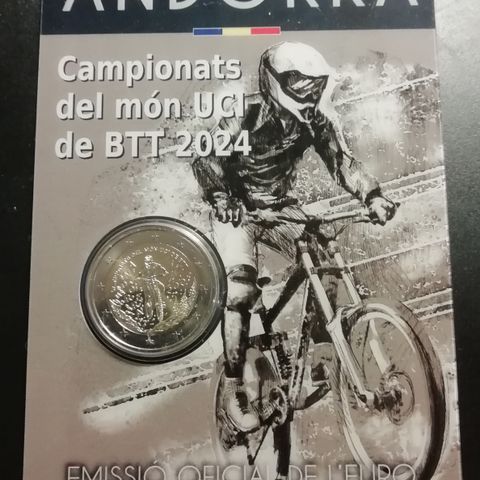 ANDORRA
Campionats
del món UCI
de BTT 2024
EMISSIÓ OFICIAL DE L'EURO